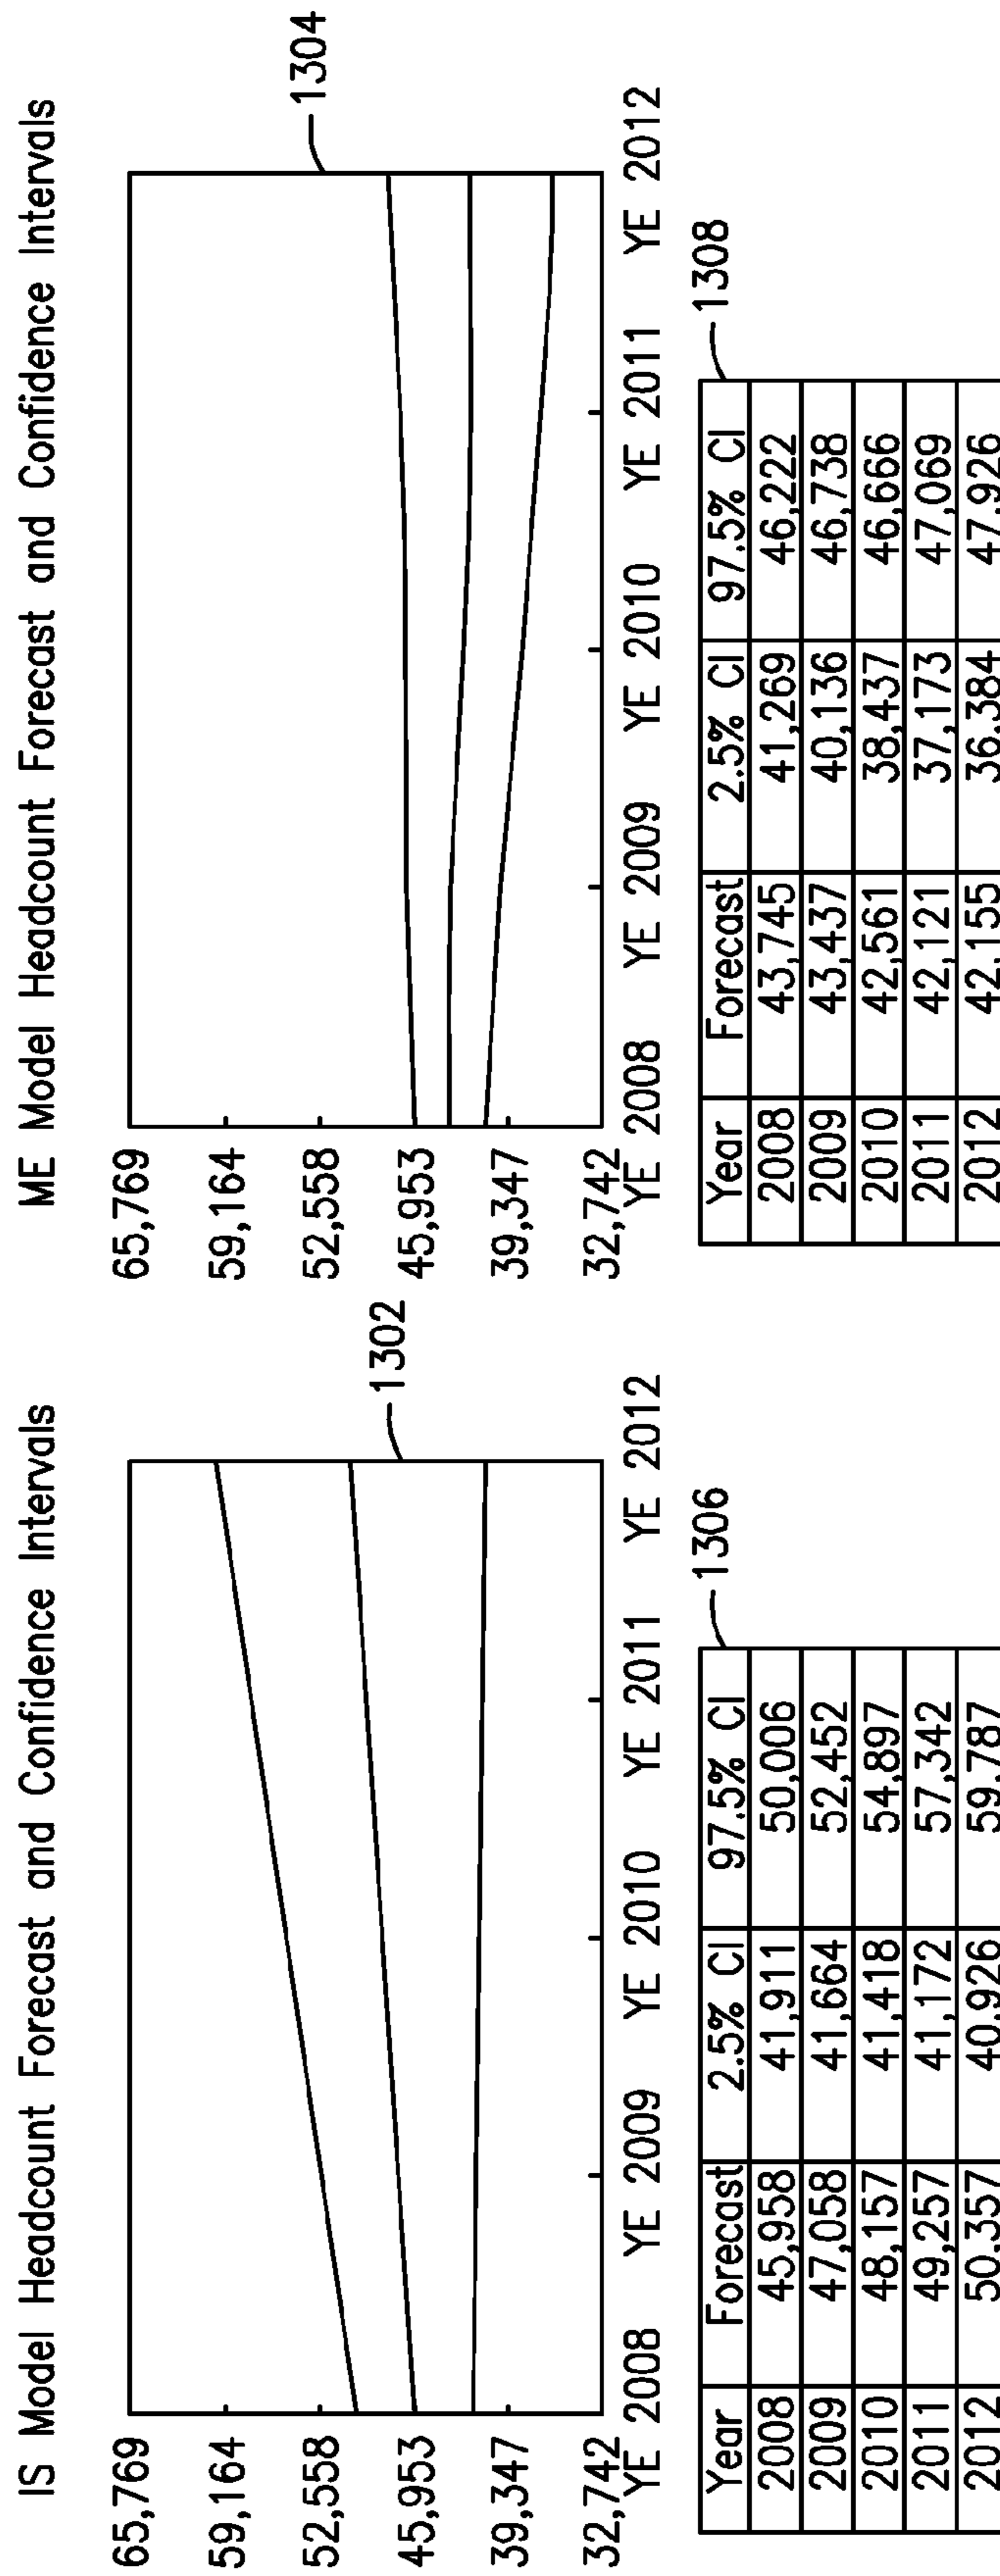 IS Model Headcount Forecast and Confidence Intervals
65,769
59,164
52,558
45,953
39,347
32,742
YE 2008 YE 2009 YE 2010 YE 2011 YE 2012
1302
1306
Year Forecast 2.5% CI 97.5% CI
2008 45,958 41,911 50,006
2009 47,058 41,664 52,452
2010 48,157 41,418 54,897
2011 49,257 41,172 57,342
2012 50,357 40,926 59,787
ME Model Headcount Forecast and Confidence Intervals
65,769
59,164
52,558
45,953
39,347
32,742
YE 2008 YE 2009 YE 2010 YE 2011 YE 2012
1304
1308
Year Forecast 2.5% CI 97.5% CI
2008 43,745 41,269 46,222
2009 43,437 40,136 46,738
2010 42,561 38,437 46,666
2011 42,121 37,173 47,069
2012 42,155 36,384 47,926